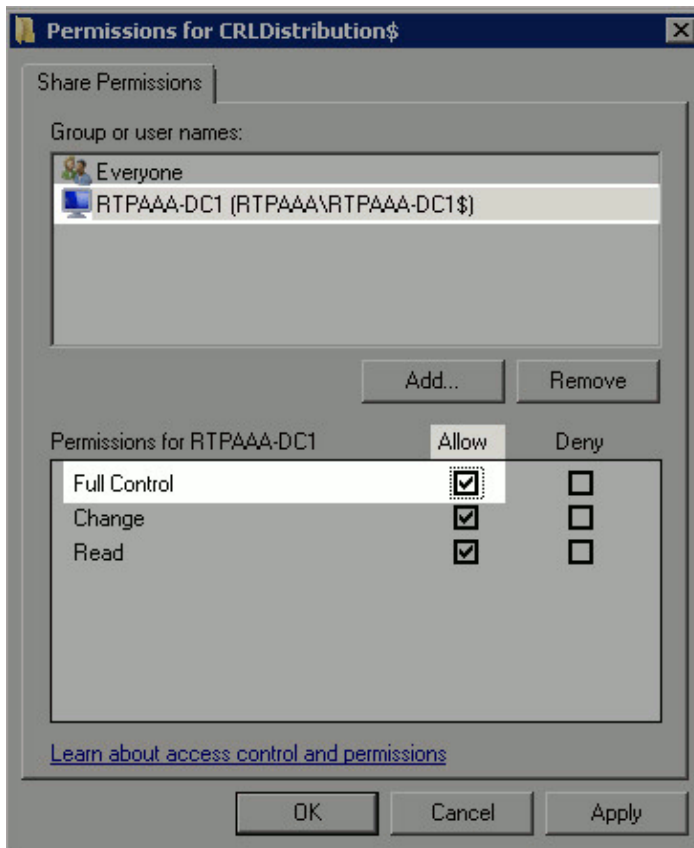 Permissions for CRLDistribution$
Share Permissions
Group or user names:
Everyone
RTPAAA-DC1 (RTPAAA\RTPAAA-DC1$)
Add... Remove
Permissions for RTPAAA-DC1 Allow Deny
Full Control
Change
Read
Learn about access control and permissions
OK Cancel Apply